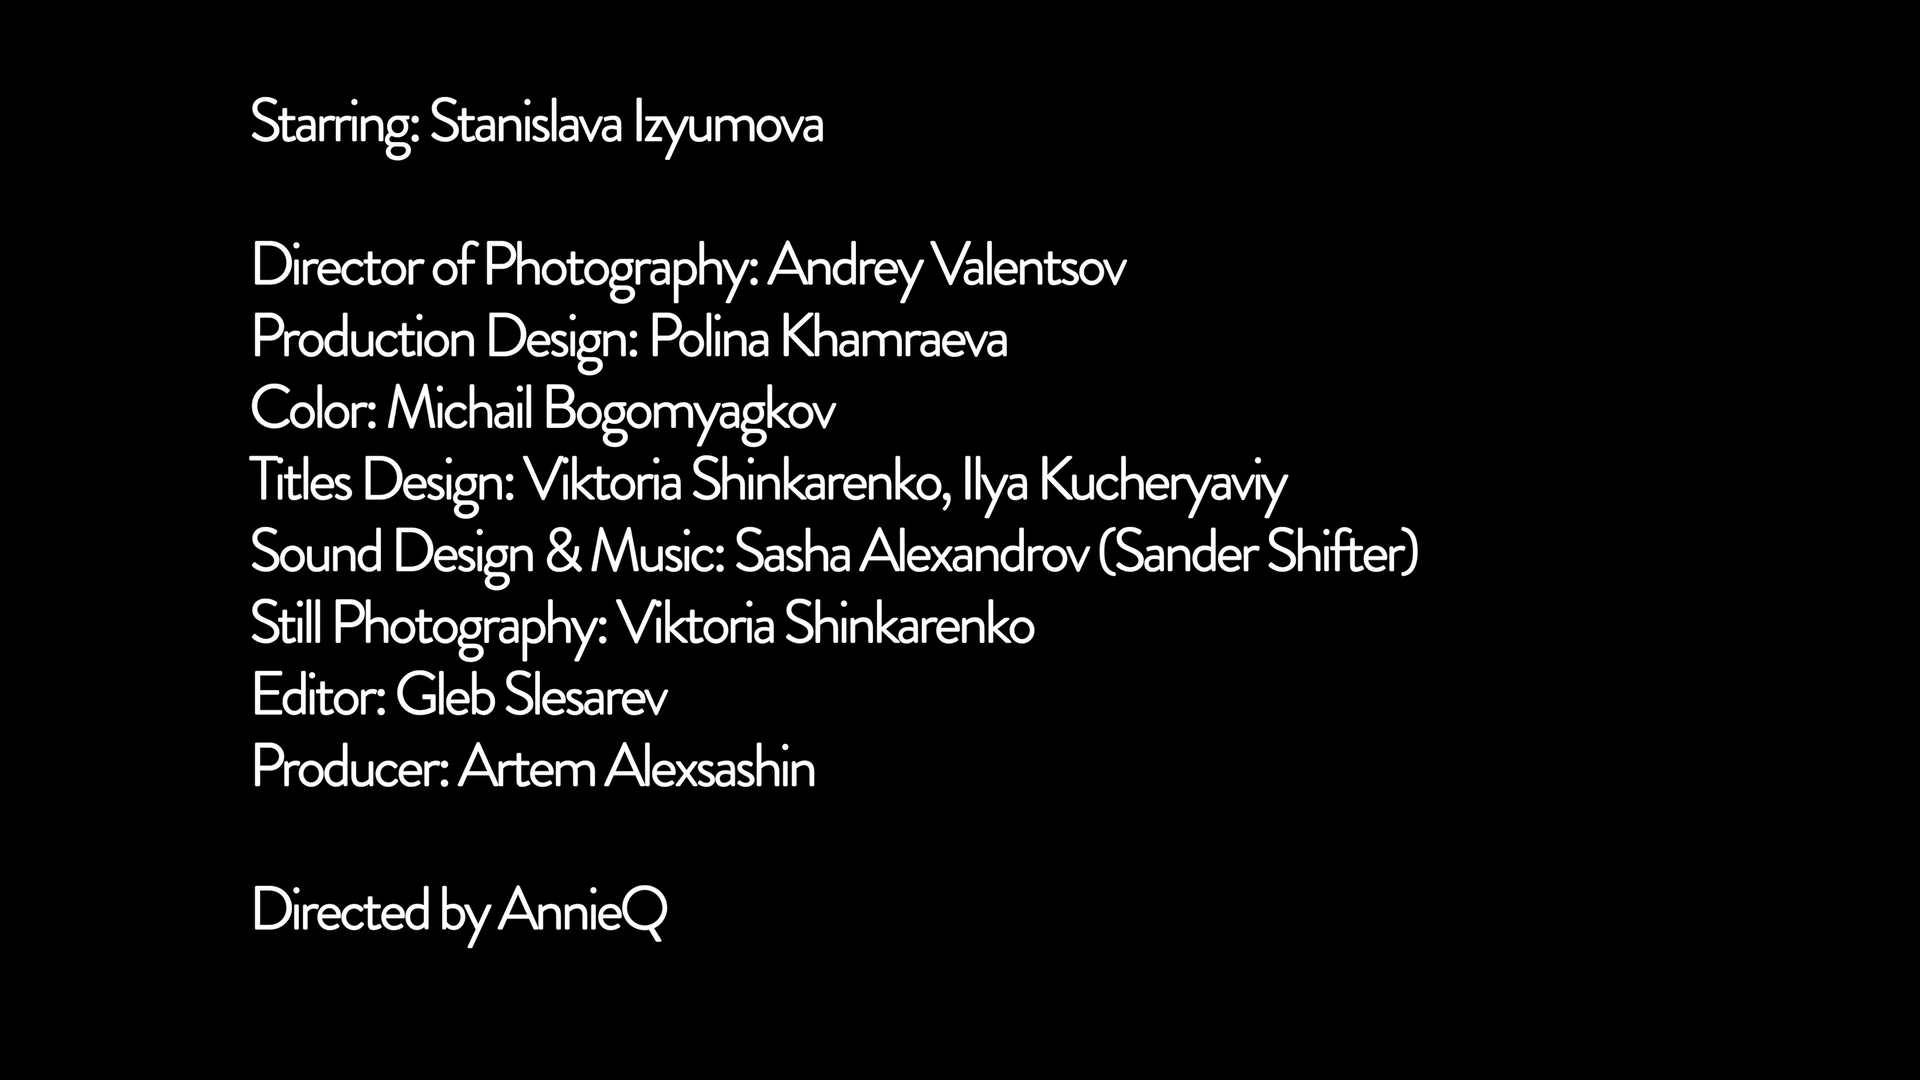 Starring: Stanislava Izyumova
Director of Photography: Andrey Valentsov
Production Design: Polina Khamraeva
Color: Michail Bogomyagkov
Titles Design: Viktoria Shinkarenko, Ilya Kucheryaviy
Sound Design & Music: Sasha Alexandrov (Sander Shifter)
Still Photography: Viktoria Shinkarenko
Editor: Gleb Slesarev
Producer: Artem Alexsashin
Directed by AnnieQ